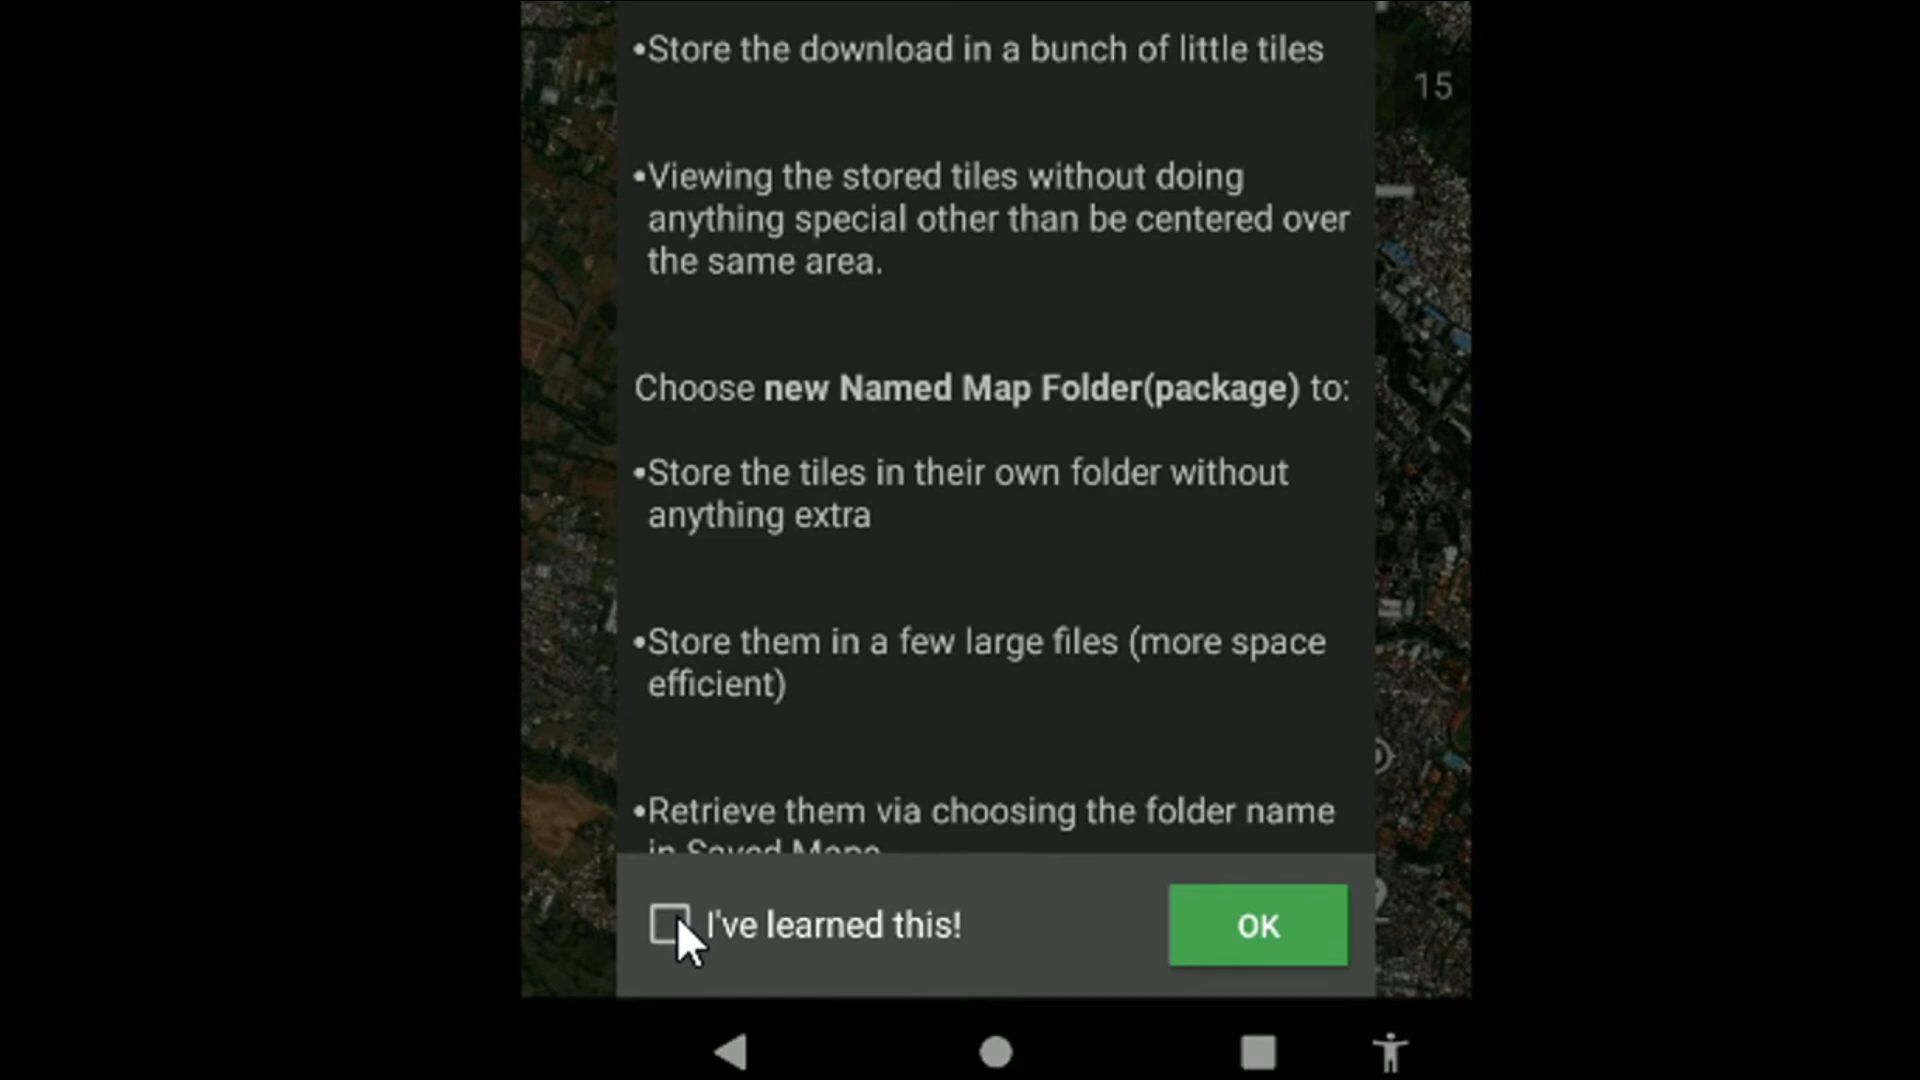 •Store the download in a bunch of little tiles
15
•Viewing the stored tiles without doing
anything special other than be centered over
the same area.
Choose new Named Map Folder(package) to:
•Store the tiles in their own folder without
anything extra
•Store them in a few large files (more space
efficient)
•Retrieve them via choosing the folder name
in Saved Maps
I've learned this!
OK